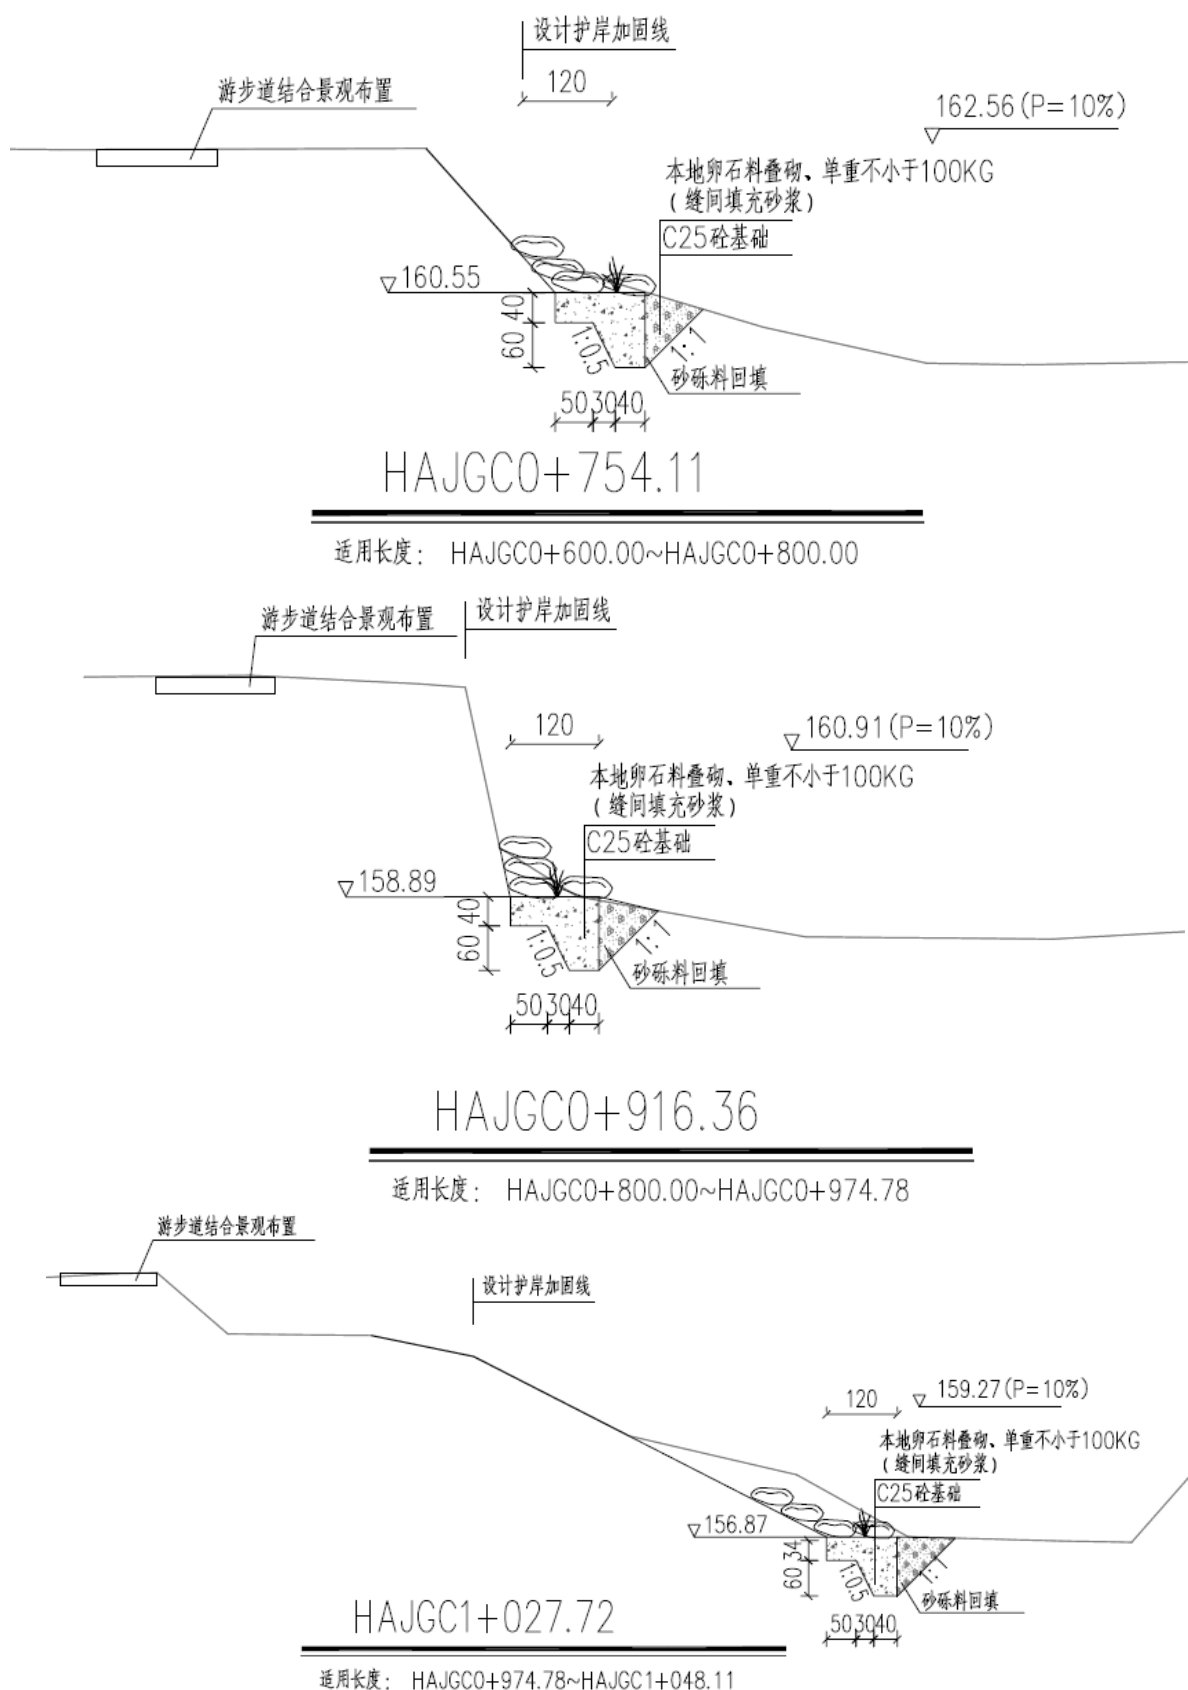 设计护岸加固线
120
游步道结合景观布置
162.56(P=10%)
本地卵石料叠砌、单重不小于100KG
(缝间填充砂浆)
C25砼基础
160.55
40
60
1:0.5
1:1
砂砾料回填
50 30 40
HAJGC0+754.11
适用长度: HAJGC0+600.00~HAJGC0+800.00
游步道结合景观布置
设计护岸加固线
120
160.91(P=10%)
本地卵石料叠砌、单重不小于100KG
(缝间填充砂浆)
C25砼基础
158.89
40
60
1:0.5
1:1
砂砾料回填
50 30 40
HAJGC0+916.36
适用长度: HAJGC0+800.00~HAJGC0+974.78
游步道结合景观布置
设计护岸加固线
120
159.27(P=10%)
本地卵石料叠砌、单重不小于100KG
(缝间填充砂浆)
C25砼基础
156.87
34
60
1:0.5
1:1
砂砾料回填
50 30 40
HAJGC1+027.72
适用长度: HAJGC0+974.78~HAJGC1+048.11